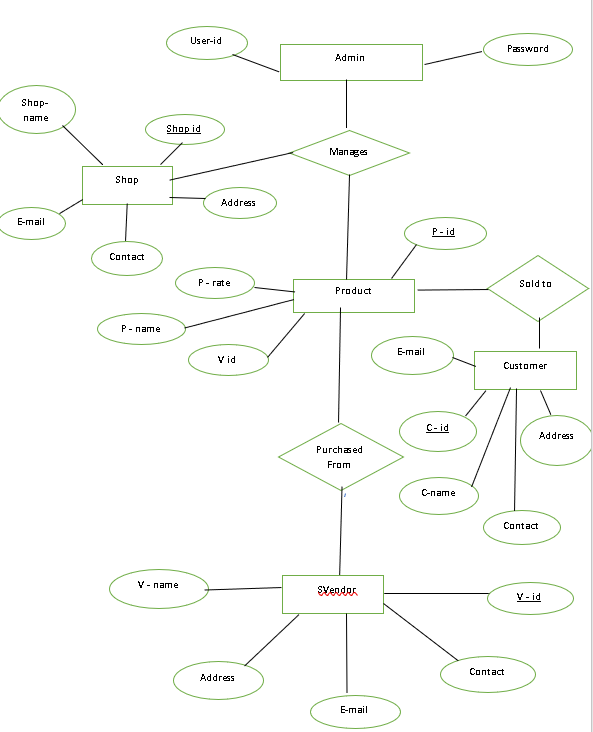 User-id
Admin
Password
Shop-
name
Shop id
Manages
Shop
Address
E-mail
P - id
Contact
P - rate
Product
Sold to
P - name
V id
E-mail
Customer
C - id
Address
Purchased
From
C-name
Contact
V - name
SVendor
V - id
Address
Contact
E-mail